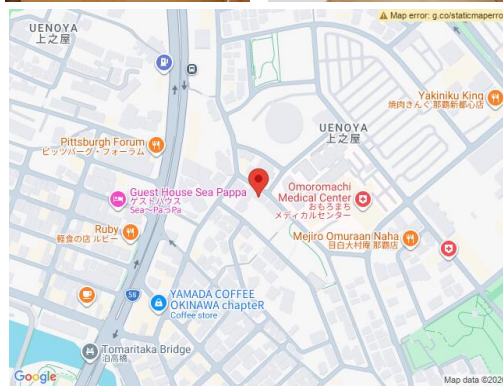 ⚠ Map error: g.co/staticmaperro
UENOYA
上之屋
Yakiniku King
焼肉きんぐ 那覇新都心店
UENOYA
上之屋
Pittsburgh Forum
ピッツバーグ・フォーラム
Guest House Sea Pappa
ゲストハウス
Sea〜Pa→Pa
Omoromachi
Medical Center
おもろまち
メディカルセンター
Ruby
軽食の店 ルビー
Mejiro Omuraan Naha
目白大村庵 那覇店
58
YAMADA COFFEE
OKINAWA chapteR
Coffee store
Tomaritaka Bridge
泊高橋
Google
Map data ©202